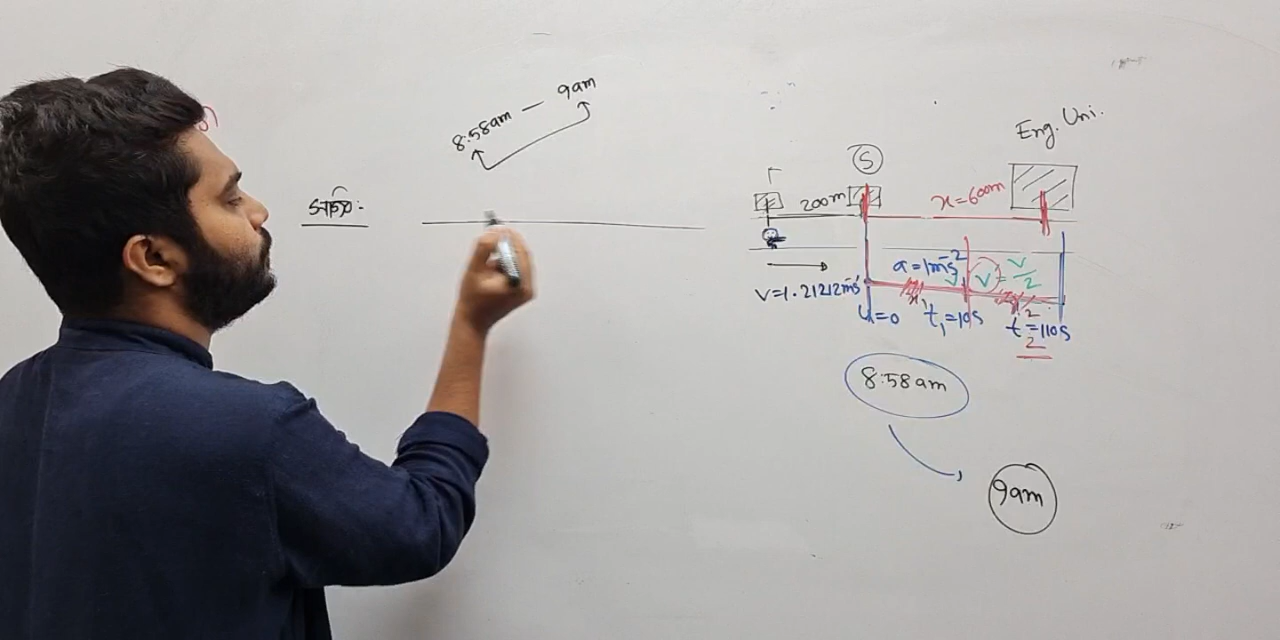 8:58am — 9am
Eng. Uni.
S
200m
x=600m
a=1ms⁻²
v=1.21212ms⁻¹
v = v/2
u=0
t₁=10s
t₂=110s
8:58am
9am